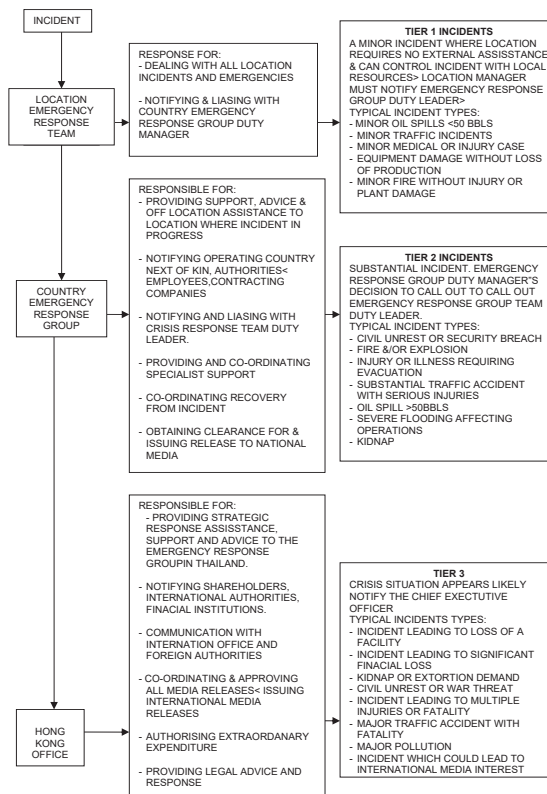 INCIDENT
LOCATION
EMERGENCY
RESPONSE
TEAM
RESPONSE FOR:
- DEALING WITH ALL LOCATION
INCIDENTS AND EMERGENCIES
- NOTIFYING & LIASING WITH
COUNTRY EMERGENCY
RESPONSE GROUP DUTY
MANAGER
TIER 1 INCIDENTS
A MINOR INCIDENT WHERE LOCATION
REQUIRES NO EXTERNAL ASSISSTANCE
& CAN CONTROL INCIDENT WITH LOCAL
RESOURCES> LOCATION MANAGER
MUST NOTIFY EMERGENCY RESPONSE
GROUP DUTY LEADER>
TYPICAL INCIDENT TYPES:
- MINOR OIL SPILLS <50 BBLS
- MINOR TRAFFIC INCIDENTS
- MINOR MEDICAL OR INJURY CASE
- EQUIPMENT DAMAGE WITHOUT LOSS
OF PRODUCTION
- MINOR FIRE WITHOUT INJURY OR
PLANT DAMAGE
COUNTRY
EMERGENCY
RESPONSE
GROUP
RESPONSIBLE FOR:
- PROVIDING SUPPORT, ADVICE &
OFF LOCATION ASSISTANCE TO
LOCATION WHERE INCIDENT IN
PROGRESS
- NOTIFYING OPERATING COUNTRY
NEXT OF KIN, AUTHORITIES<
EMPLOYEES,CONTRACTING
COMPANIES
- NOTIFYING AND LIECING WITH
CRISIS RESPONSE TEAM DUTY
LEADER.
- PROVIDING AND CO-ORDINATING
SPECIALIST SUPPORT
- CO-ORDINATING RECOVERY
FROM INCIDENT
- OBTAINING CLEARANCE FOR &
ISSUING RELEASE TO NATIONAL
MEDIA
TIER 2 INCIDENTS
SUBSTANTIAL INCIDENT. EMERGENCY
RESPONSE GROUP DUTY MANAGER"S
DECISION TO CALL OUT TO CALL OUT
EMERGENCY RESPONSE GROUP TEAM
DUTY LEADER.
TYPICAL INCIDENT TYPES:
- CIVIL UNREST OR SECURITY BREACH
- FIRE &/OR EXPLOSION
- INJURY OR ILLNESS REQUIRING
EVACUATION
- SUBSTANTIAL TRAFFIC ACCIDENT
WITH SERIOUS INJURIES
- OIL SPILL >50BBLS
- SEVERE FLOODING AFFECTING
OPERATIONS
- KIDNAP
HONG
KONG
OFFICE
RESPONSIBLE FOR:
- PROVIDING STRATEGIC
RESPONSE ASSISSTANCE,
SUPPORT AND ADVICE TO THE
EMERGENCY RESPONSE
GROUPIN THAILAND.
- NOTIFYING SHAREHOLDERS,
INTERNATIONAL AUTHORITIES,
FINACIAL INSTITUTIONS.
- COMMUNICATION WITH
INTERNATION OFFICE AND
FOREIGN AUTHORITIES
- CO-ORDINATING & APPROVING
ALL MEDIA RELEASES< ISSUING
INTERNATIONAL MEDIA
RELEASES
- AUTHORISING EXTRAORDANARY
EXPENDITURE
- PROVIDING LEGAL ADVICE AND
RESPONSE
TIER 3
CRISIS SITUATION APPEARS LIKELY
NOTIFY THE CHIEF EXECTUTIVE
OFFICER
TYPICAL INCIDENTS TYPES:
- INCIDENT LEADING TO LOSS OF A
FACILITY
- INCIDENT LEADING TO SIGNIFICANT
FINACIAL LOSS
- KIDNAP OR EXTORTION DEMAND
- CIVIL UNREST OR WAR THREAT
- INCIDENT LEADING TO MULTIPLE
INJURIES OR FATALITY
- MAJOR TRAFFIC ACCIDENT WITH
FATALITY
- MAJOR POLLUTION
- INCIDENT WHICH COULD LEAD TO
INTERNATIONAL MEDIA INTEREST